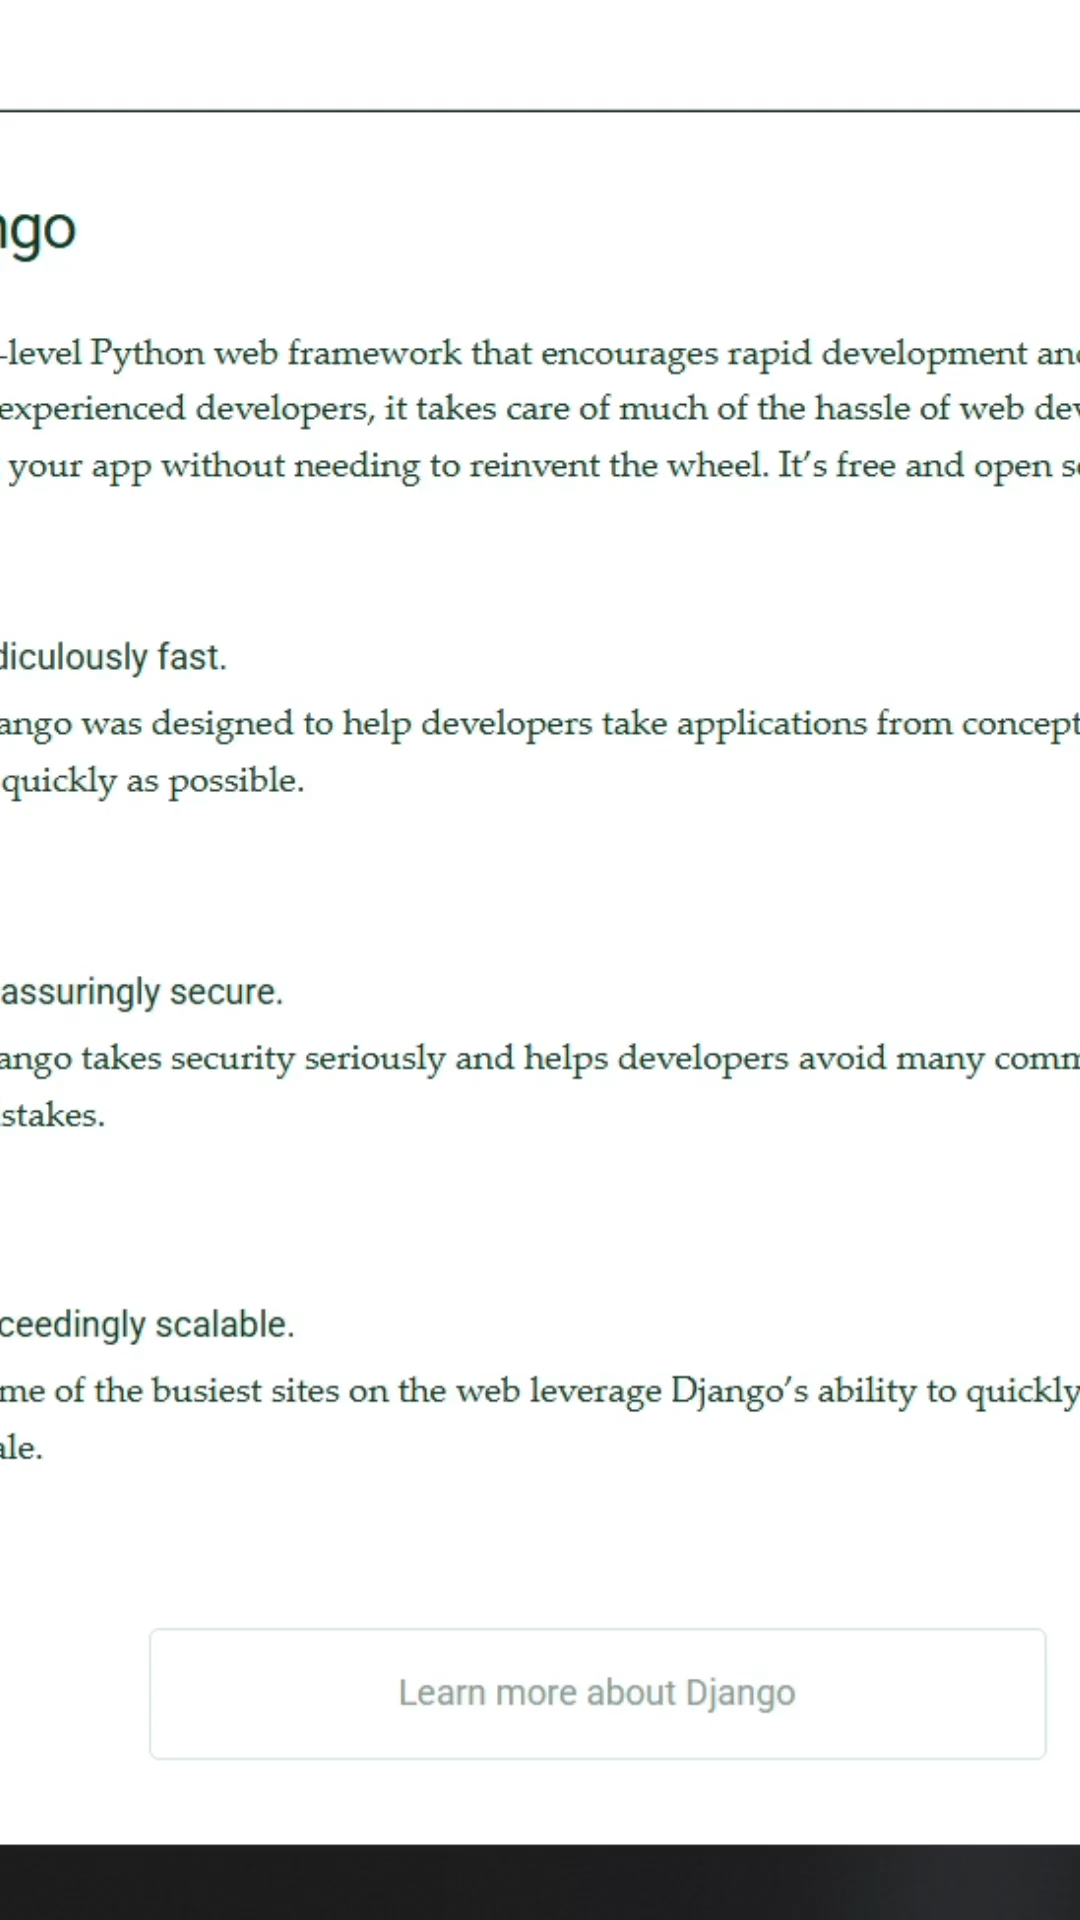 ngo
-level Python web framework that encourages rapid development and
experienced developers, it takes care of much of the hassle of web dev
your app without needing to reinvent the wheel. It’s free and open so
diculously fast.
ango was designed to help developers take applications from concept
quickly as possible.
assuringly secure.
ango takes security seriously and helps developers avoid many comm
stakes.
ceedingly scalable.
me of the busiest sites on the web leverage Django’s ability to quickly
ale.
Learn more about Django